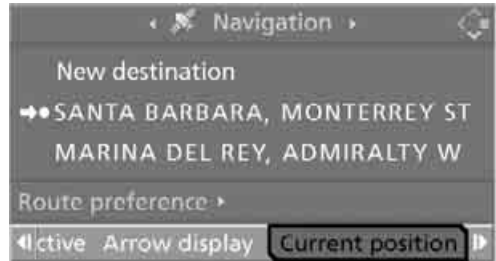 Navigation
New destination
SANTA BARBARA, MONTERREY ST
MARINA DEL REY, ADMIRALTY W
Route preference
ctive Arrow display Current position